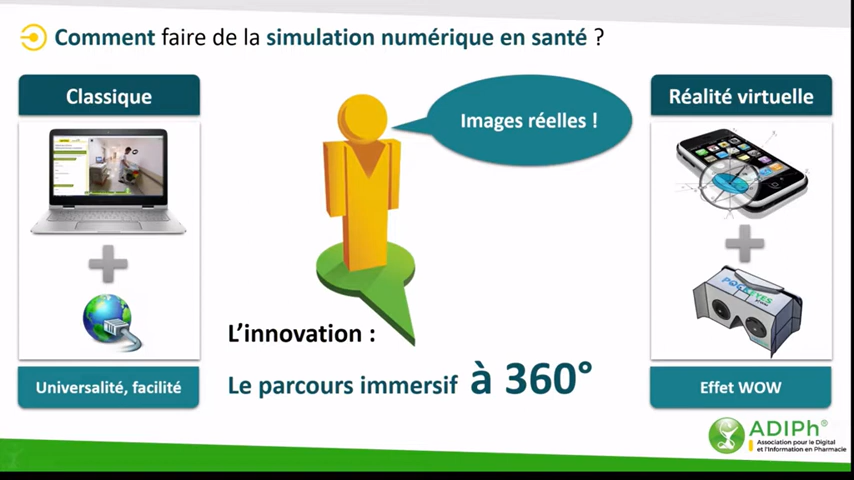 Comment faire de la simulation numérique en santé ?
Classique
Universalité, facilité
Images réelles !
L'innovation :
Le parcours immersif à 360°
Réalité virtuelle
POCKEYES
Effet WOW
ADIPh®
Association pour le Digital
et l'Information en Pharmacie